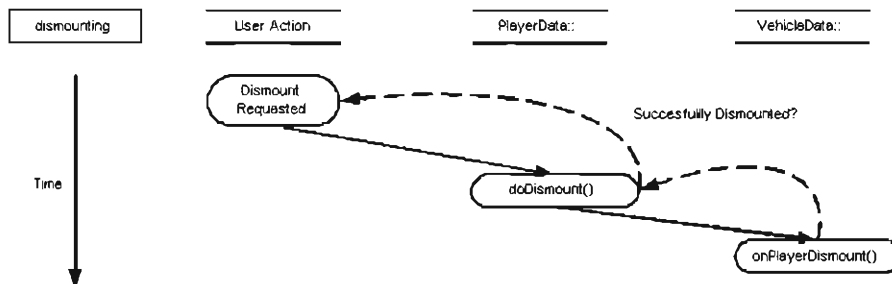 dismounting
User Action
PlayerData::
VehicleData::
Dismount
Requested
Succesfully Dismounted?
Time
doDismount()
onPlayerDismount()